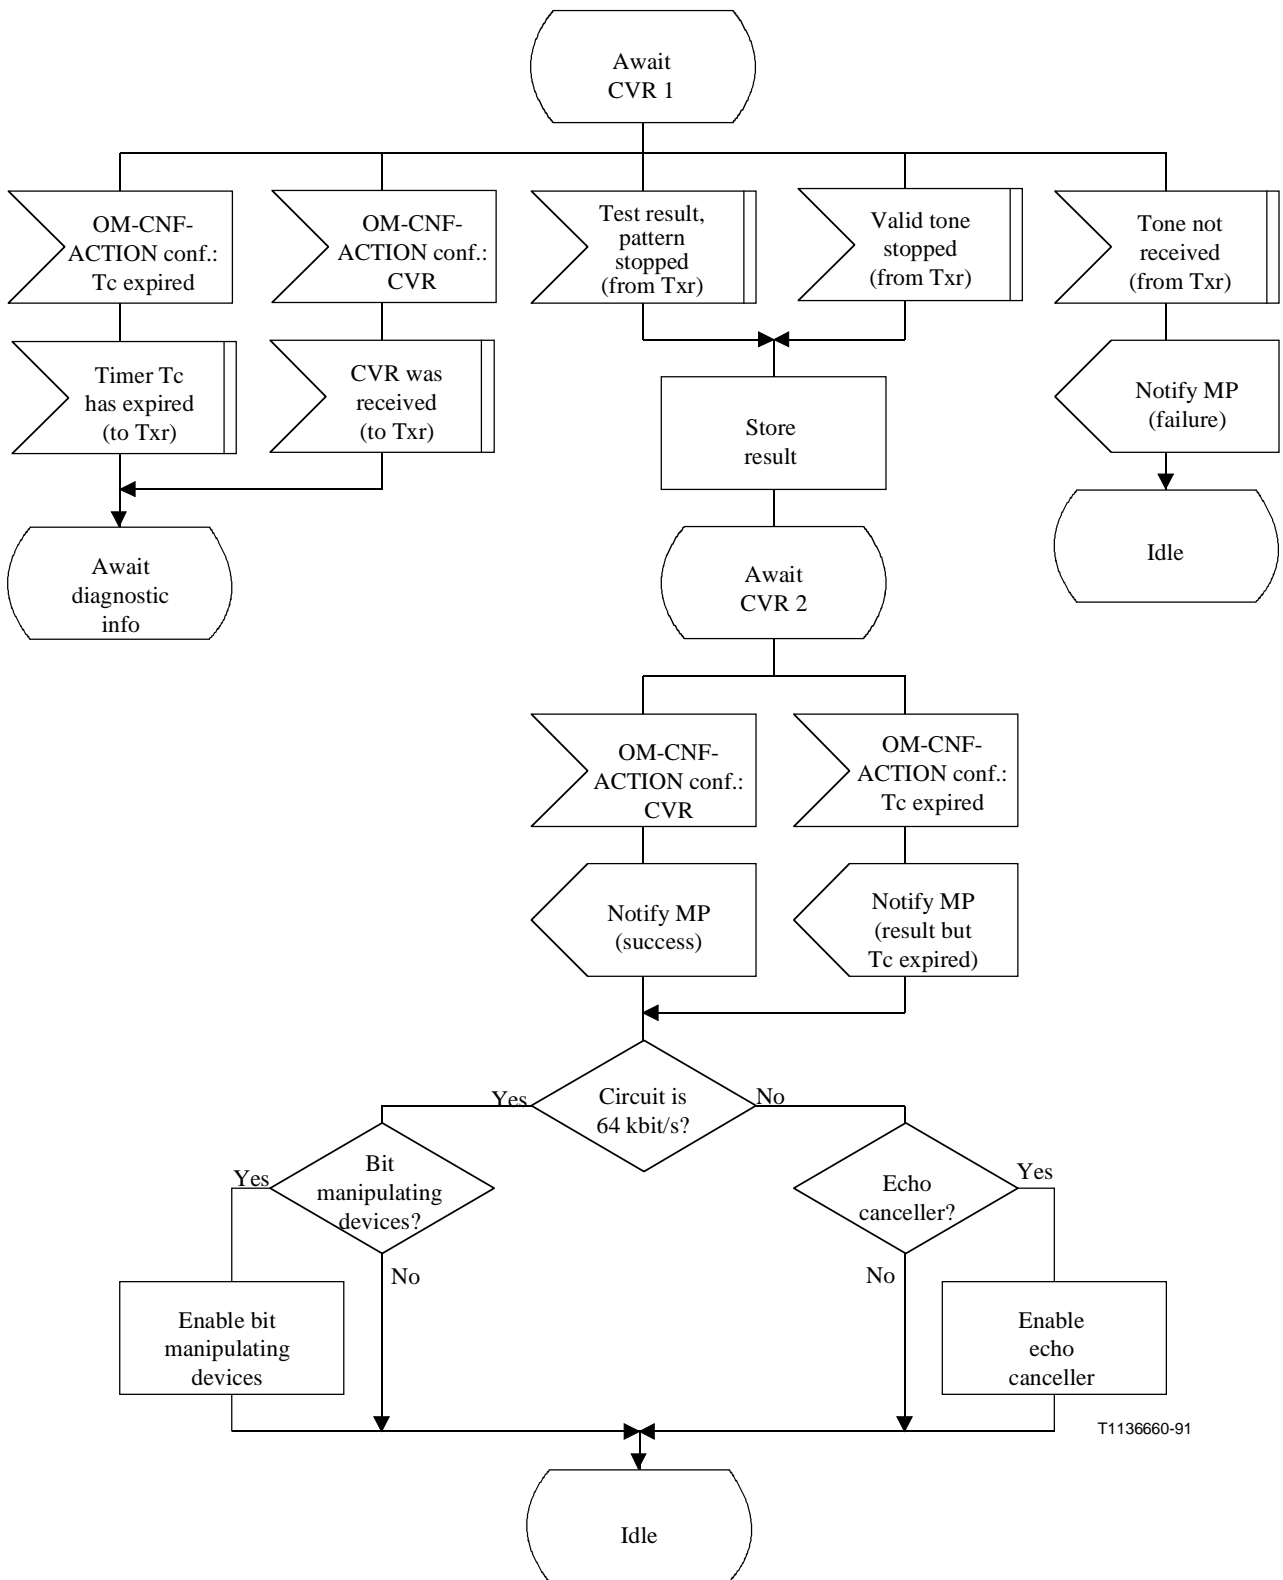 Await
CVR 1
OM-CNF-
ACTION conf.:
Tc expired
OM-CNF-
ACTION conf.:
CVR
Test result,
pattern
stopped
(from Txr)
Valid tone
stopped
(from Txr)
Tone not
received
(from Txr)
Timer Tc
has expired
(to Txr)
CVR was
received
(to Txr)
Store
result
Notify MP
(failure)
Await
diagnostic
info
Await
CVR 2
Idle
OM-CNF-
ACTION conf.:
CVR
OM-CNF-
ACTION conf.:
Tc expired
Notify MP
(success)
Notify MP
(result but
Tc expired)
Yes
Circuit is
64 kbit/s?
No
Yes
Bit
manipulating
devices?
No
Echo
canceller?
Yes
No
Enable bit
manipulating
devices
Enable
echo
canceller
T1136660-91
Idle